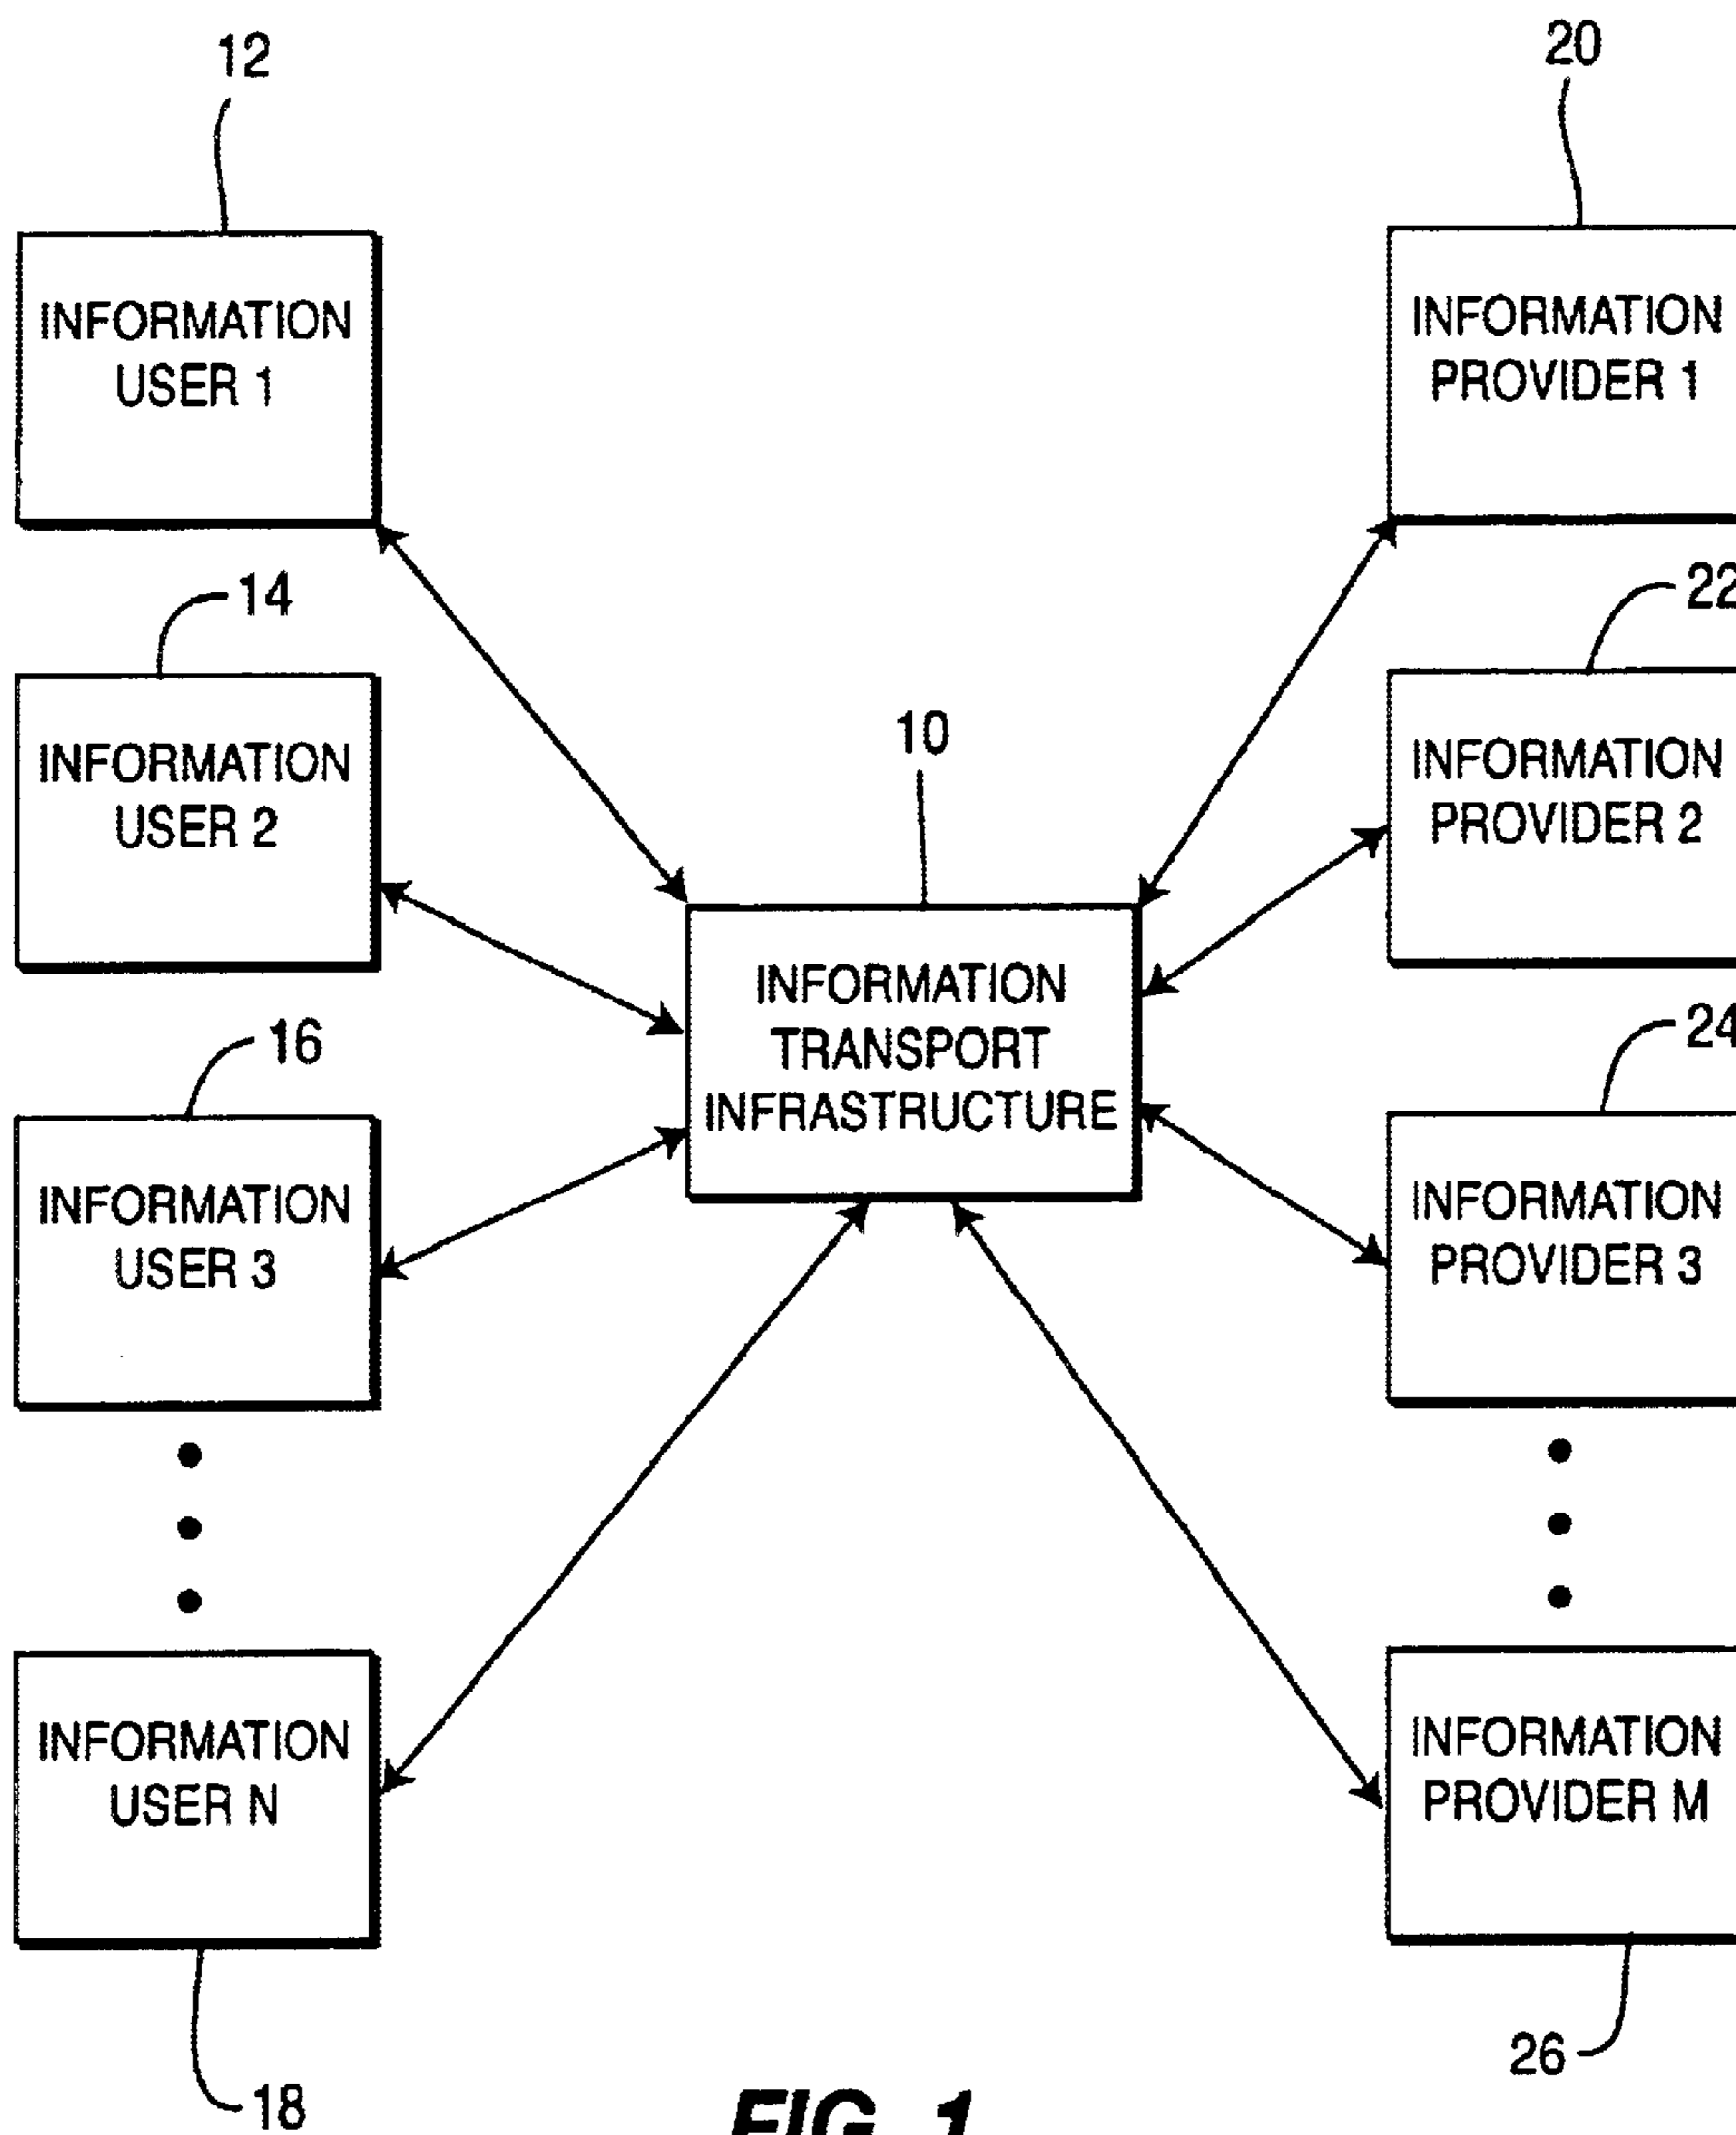 12
20
INFORMATION
USER 1
INFORMATION
PROVIDER 1
14
22
INFORMATION
USER 2
10
INFORMATION
PROVIDER 2
INFORMATION
TRANSPORT
INFRASTRUCTURE
16
24
INFORMATION
USER 3
INFORMATION
PROVIDER 3
INFORMATION
USER N
INFORMATION
PROVIDER M
18
26
FIG. 1